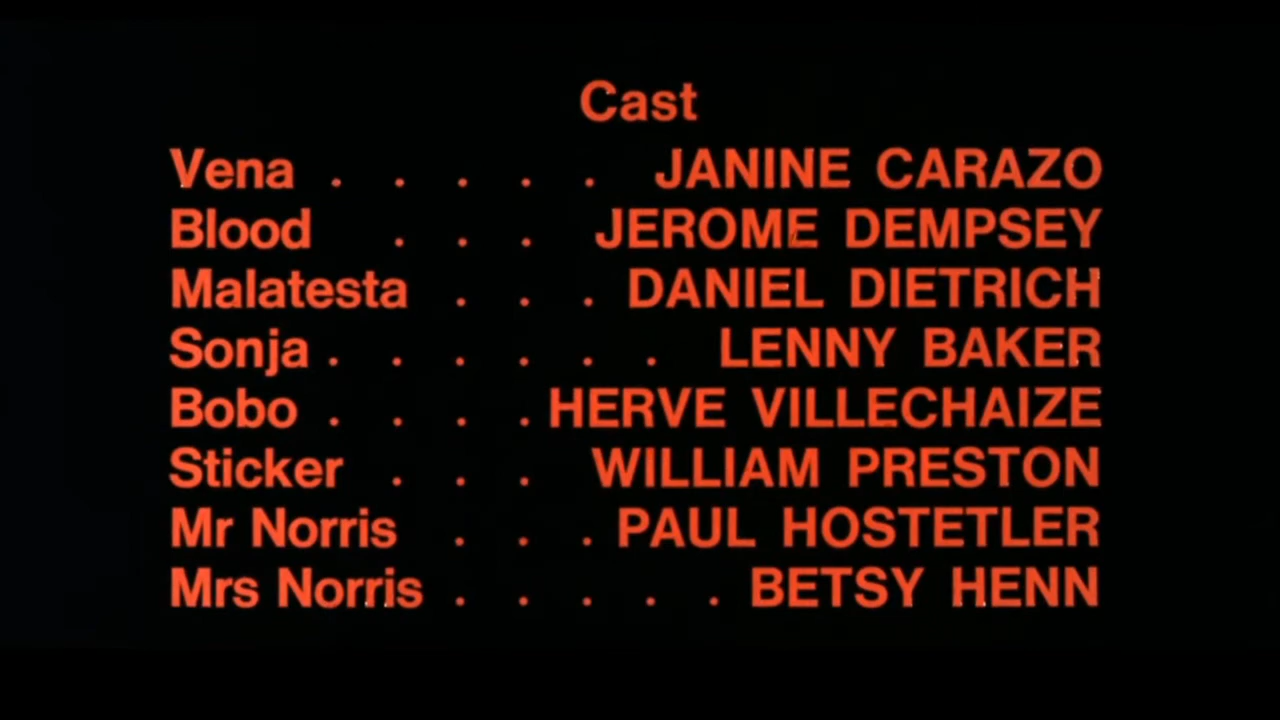 Cast
Vena . . . . . JANINE CARAZO
Blood . . . JEROME DEMPSEY
Malatesta . . . DANIEL DIETRICH
Sonja . . . . . . LENNY BAKER
Bobo . . . . HERVE VILLECHAIZE
Sticker . . . WILLIAM PRESTON
Mr Norris . . . PAUL HOSTETLER
Mrs Norris . . . . . BETSY HENN